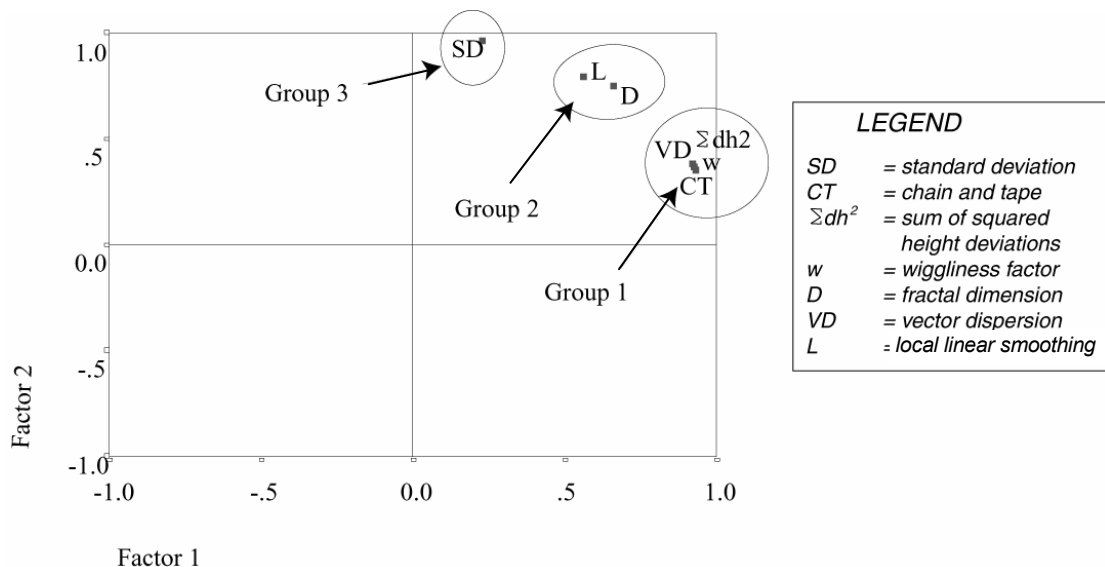 1.0
SD
L
D
Group 3
.5
VD
Σdh2
w
CT
Group 2
0.0
Group 1
-.5
Factor 2
-1.0
-1.0
-.5
0.0
.5
1.0
Factor 1
LEGEND
SD = standard deviation
CT = chain and tape
Σdh² = sum of squared
height deviations
w = wiggliness factor
D = fractal dimension
VD = vector dispersion
L = local linear smoothing